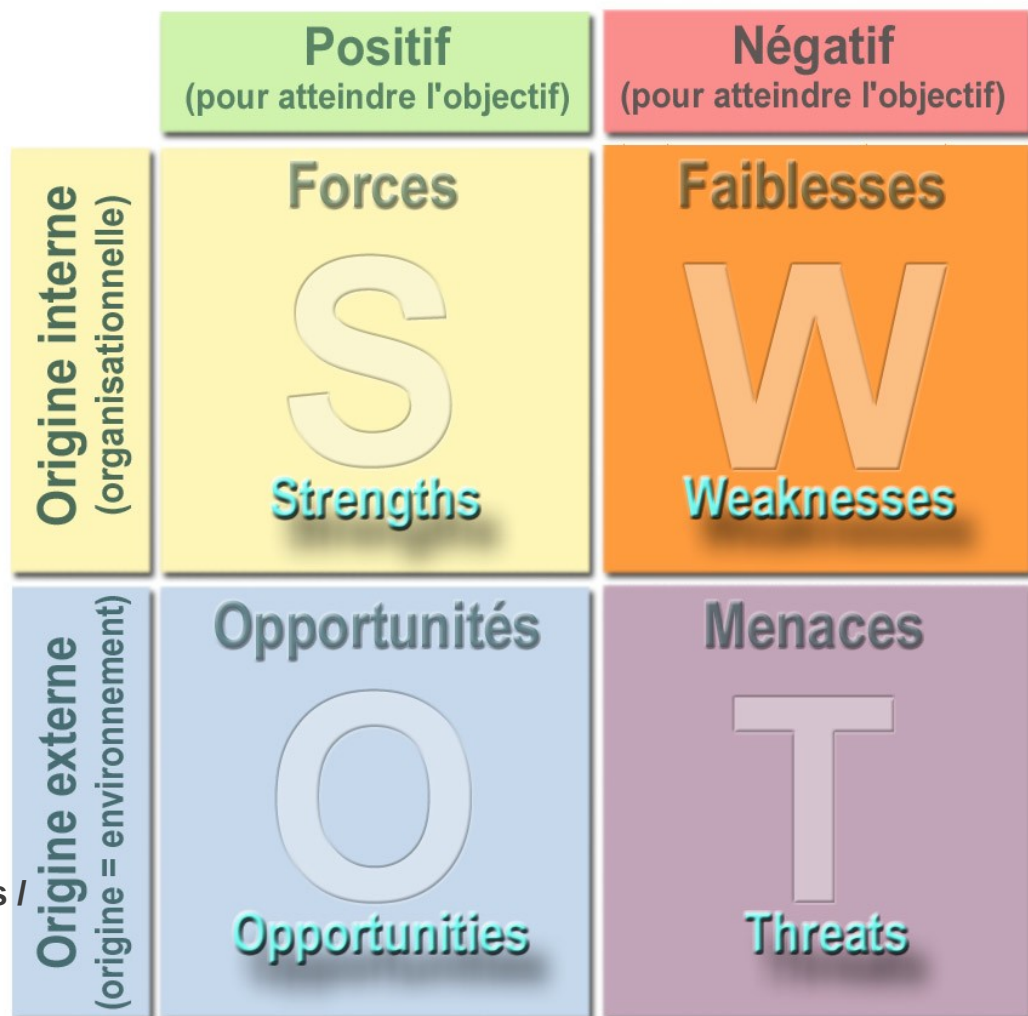 Positif
(pour atteindre l'objectif)
Négatif
(pour atteindre l'objectif)
Origine interne
(organisationnelle)
Forces
S
Strengths
Faiblesses
W
Weaknesses
Origine externe
(origine = environnement)
s /
Opportunités
O
Opportunities
Menaces
T
Threats